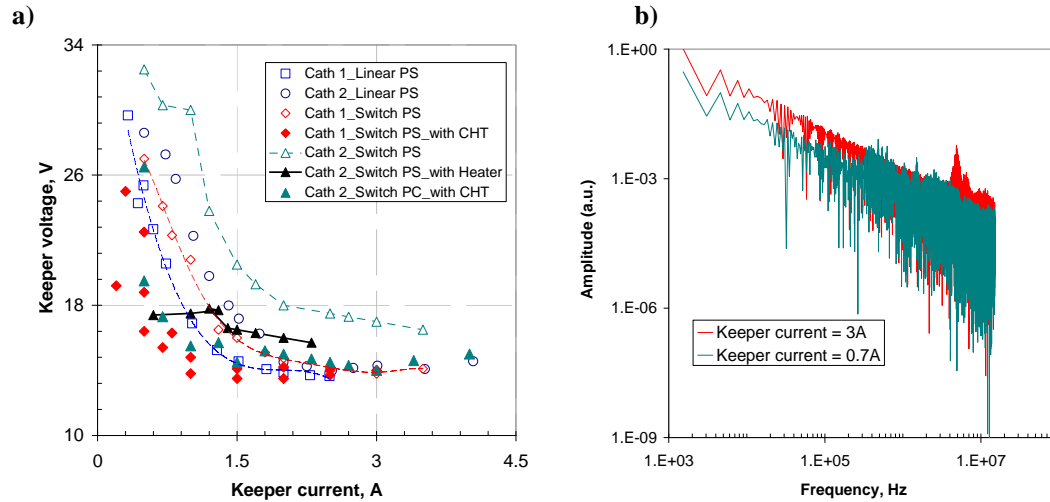 a)
34
26
18
10
Keeper voltage, V
0
1.5
3
4.5
Keeper current, A
Cath 1_Linear PS
Cath 2_Linear PS
Cath 1_Switch PS
Cath 1_Switch PS_with CHT
Cath 2_Switch PS
Cath 2_Switch PS_with Heater
Cath 2_Switch PC_with CHT
b)
1.E+00
1.E-03
1.E-06
1.E-09
Amplitude (a.u.)
1.E+03
1.E+05
1.E+07
Frequency, Hz
Keeper current = 3A
Keeper current = 0.7A